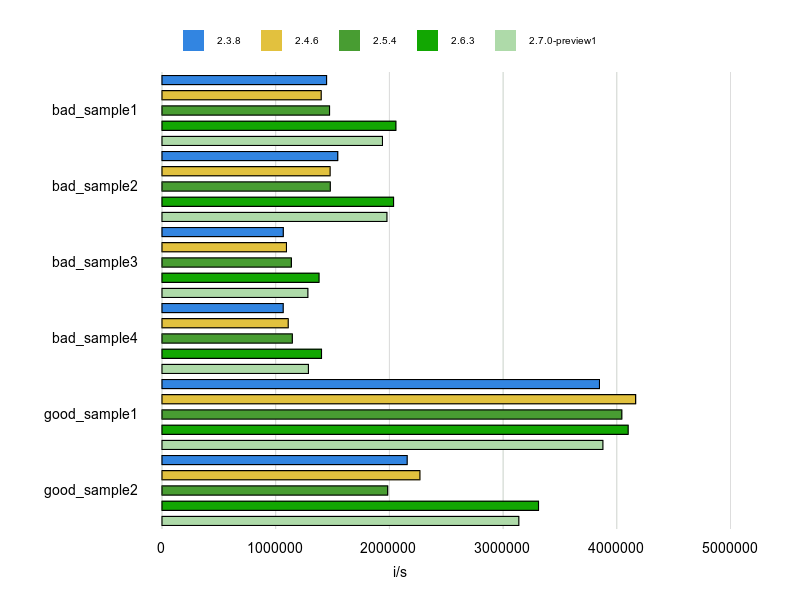 2.3.8 2.4.6 2.5.4 2.6.3 2.7.0-preview1
bad_sample1
bad_sample2
bad_sample3
bad_sample4
good_sample1
good_sample2
0 1000000 2000000 3000000 4000000 5000000
i/s